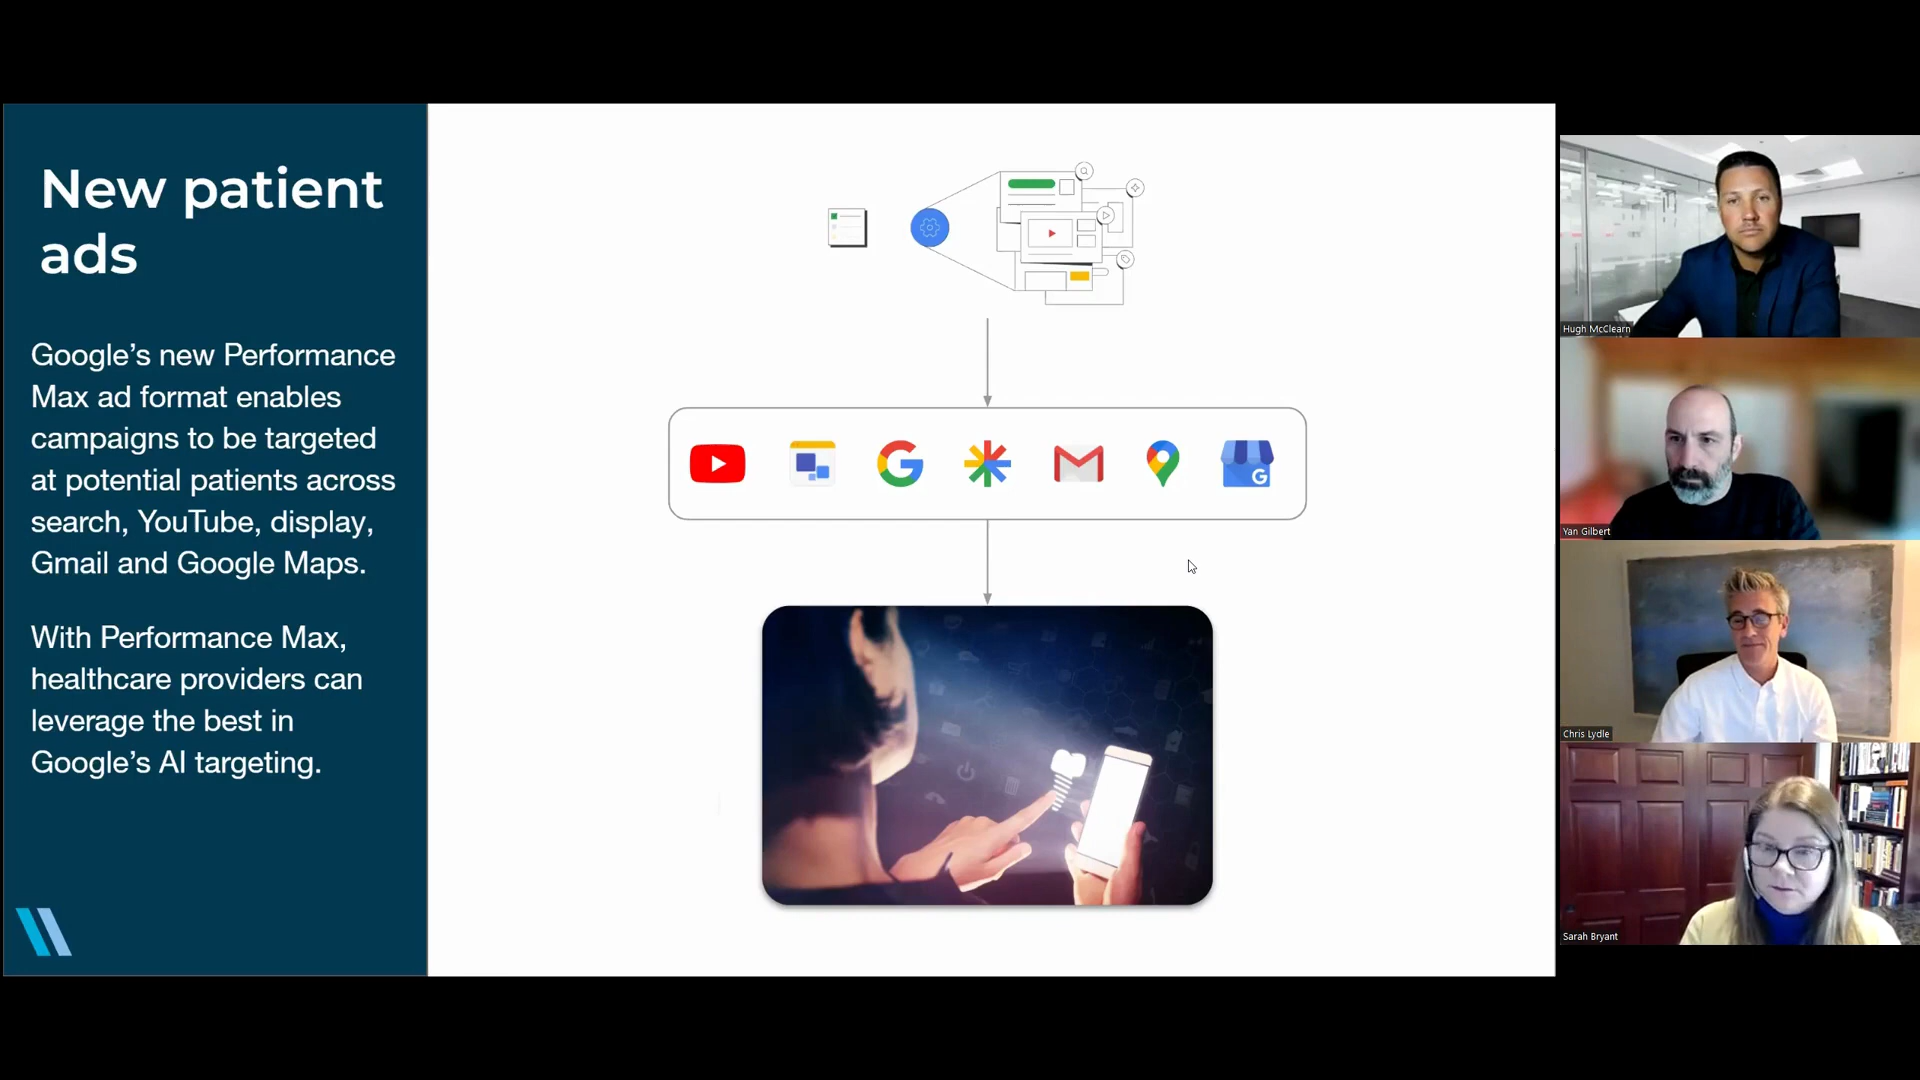 New patient
ads
Google’s new Performance
Max ad format enables
campaigns to be targeted
at potential patients across
search, YouTube, display,
Gmail and Google Maps.
With Performance Max,
healthcare providers can
leverage the best in
Google’s AI targeting.
G
Hugh McClearn
Yan Gilbert
Chris Lydle
Sarah Bryant